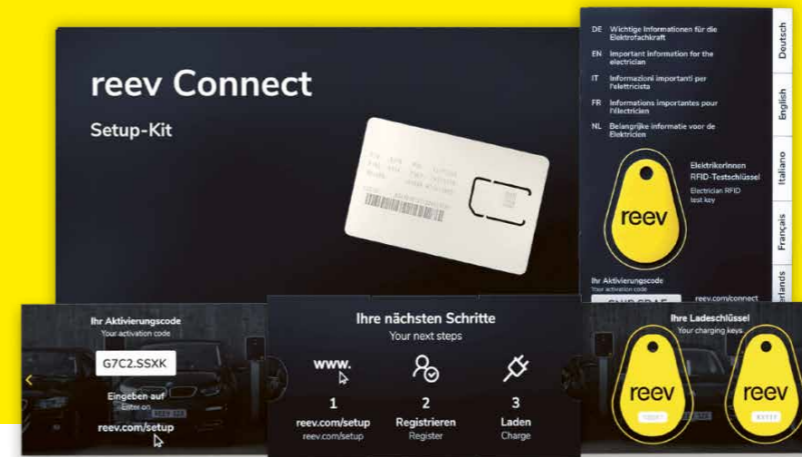 reev Connect
Setup-Kit
DE Wichtige Informationen für die
Elektrofachkraft
EN Important information for the
electrician
IT Informazioni importanti per
l'elettricista
FR Informations importantes pour
l'électricien
NL Belangrijke informatie voor de
Elektricien
ElektrikerInnen
RFID-Testschlüssel
Electrician RFID
test key
reev
Ihr Aktivierungscode
Your activation code
reev.com/connect
Deutsch
English
Italiano
Français
erlands
Ihr Aktivierungscode
Your activation code
G7C2.SSXK
Eingeben auf
Enter on
reev.com/setup
Ihre nächsten Schritte
Your next steps
www.
1
reev.com/setup
reev.com/setup
2
Registrieren
Register
3
Laden
Charge
Ihre Ladeschlüssel
Your charging keys
reev
reev